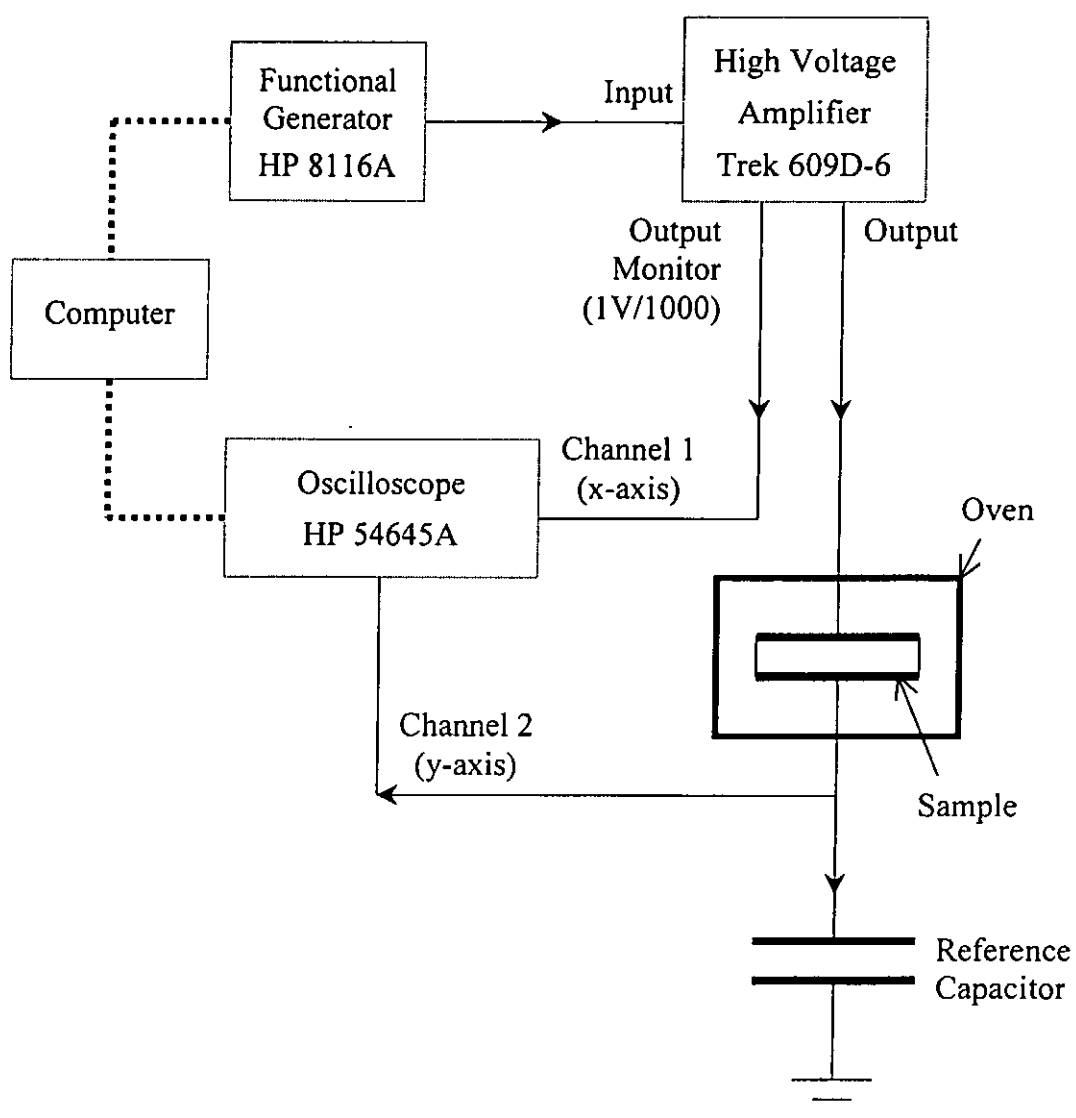 Functional
Generator
HP 8116A
Input
High Voltage
Amplifier
Trek 609D-6
Output
Monitor
(1V/1000)
Output
Computer
Oscilloscope
HP 54645A
Channel 1
(x-axis)
Oven
Channel 2
(y-axis)
Sample
Reference
Capacitor